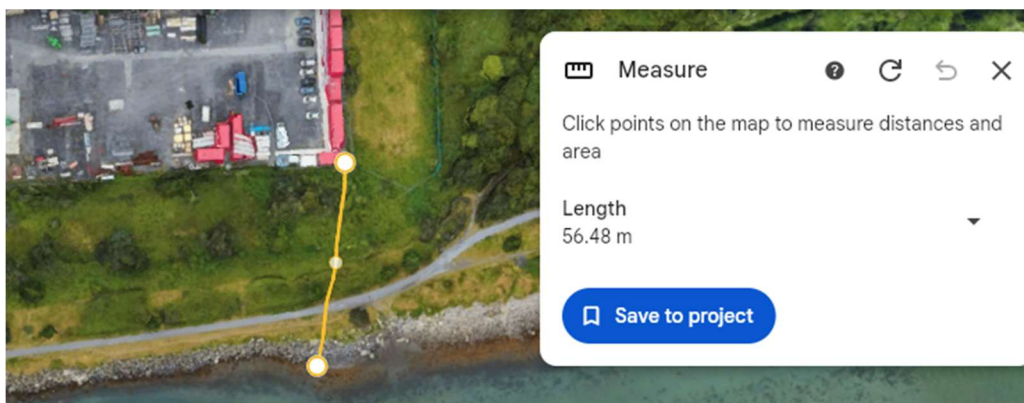 Measure
Click points on the map to measure distances and
area
Length
56.48 m
Save to project